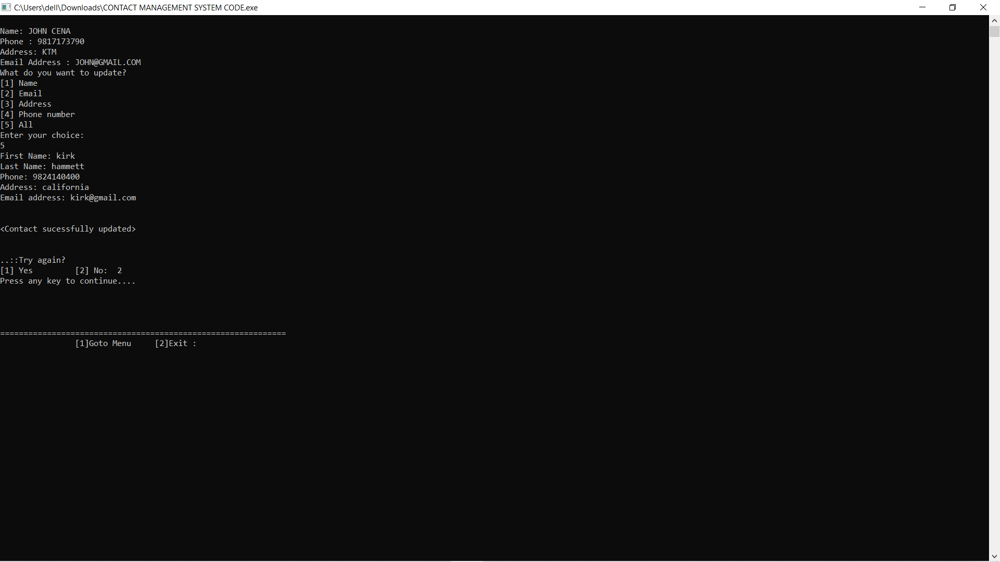 C:\Users\dell\Downloads\CONTACT MANAGEMENT SYSTEM CODE.exe
Name: JOHN CENA
Phone : 9817173790
Address: KTM
Email Address : JOHN@GMAIL.COM
What do you want to update?
[1] Name
[2] Email
[3] Address
[4] Phone number
[5] All
Enter your choice:
5
First Name: kirk
Last Name: hammett
Phone: 9824140400
Address: california
Email address: kirk@gmail.com
<Contact sucessfully updated>
..::Try again?
[1] Yes         [2] No:  2
Press any key to continue....
=============================================================
[1]Goto Menu     [2]Exit :